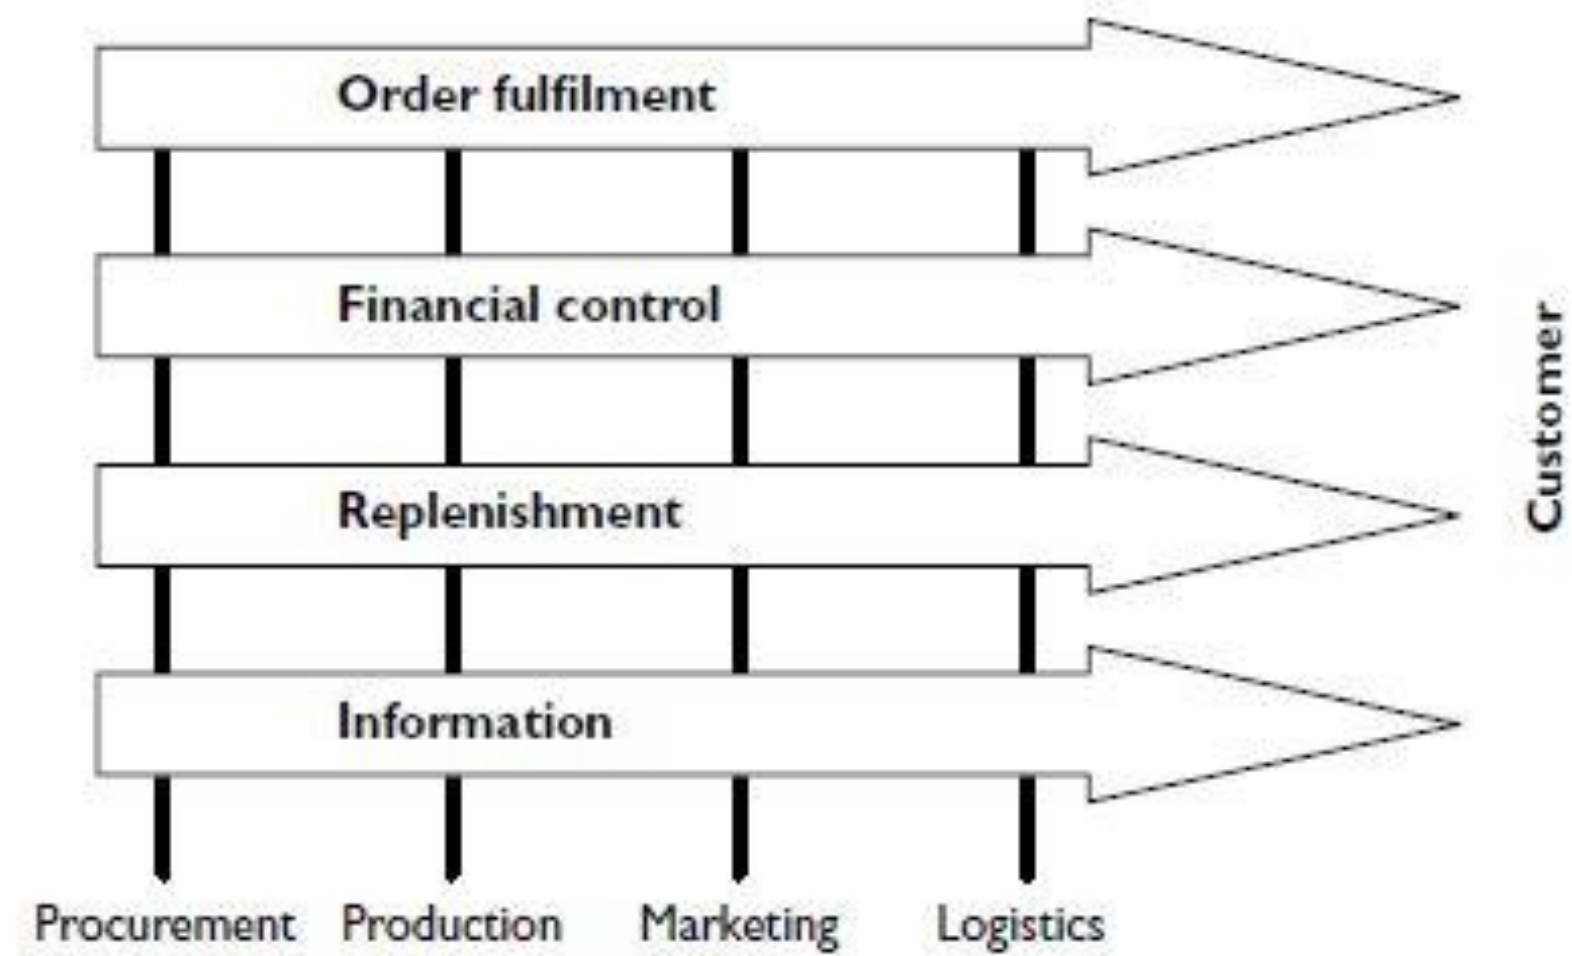 Order fulfilment
Financial control
Replenishment
Information
Customer
Procurement
Production
Marketing
Logistics